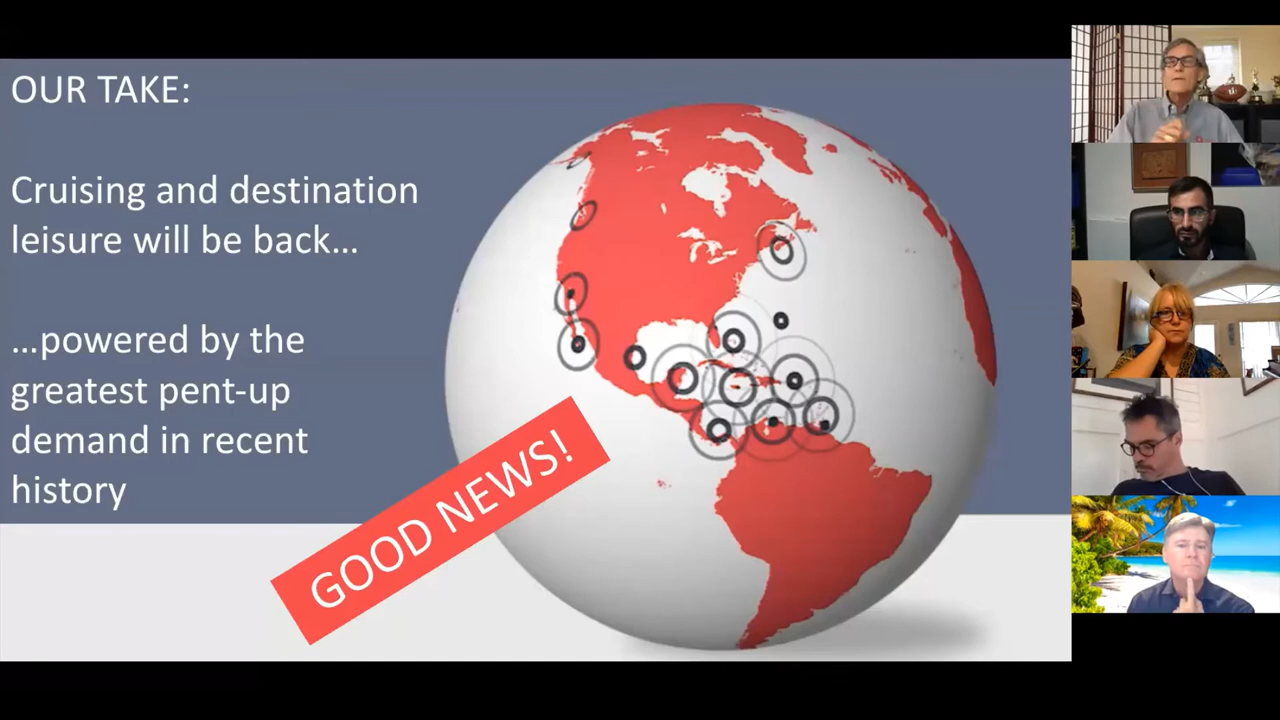 OUR TAKE:
Cruising and destination
leisure will be back…
…powered by the
greatest pent-up
demand in recent
history
GOOD NEWS!